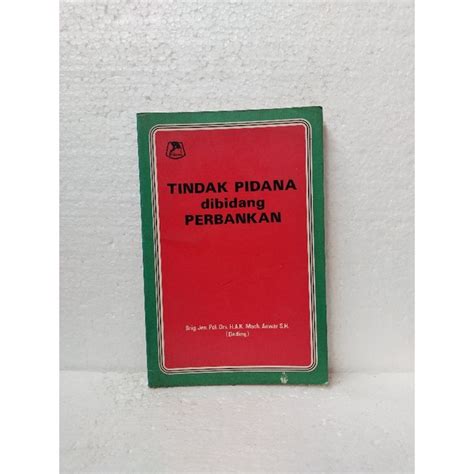 TINDAK PIDANA
dibidang
PERBANKAN
Brig. Jen. Pol. Drs. H.A.K. Moch. Anwar S.H.
(Dading)